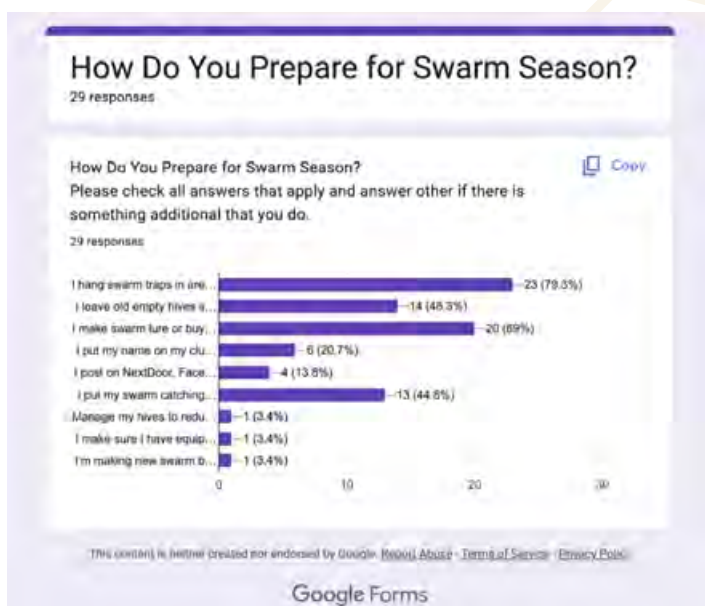 How Do You Prepare for Swarm Season?
29 responses
How Do You Prepare for Swarm Season?
Copy
Please check all answers that apply and answer other if there is
something additional that you do.
29 responses
I hang swarm traps in are...
23 (79.3%)
I leave old empty hives a...
14 (48.3%)
I make swarm lure or buy...
20 (69%)
I put my name on my clu...
6 (20.7%)
I post on NextDoor, Face...
4 (13.8%)
I put my swarm catching...
13 (44.8%)
Manage my hives to redu...
1 (3.4%)
I make sure I have equip...
1 (3.4%)
I'm making new swarm b...
1 (3.4%)
0 10 20 30
This content is neither created nor endorsed by Google. Report Abuse - Terms of Service - Privacy Policy
Google Forms